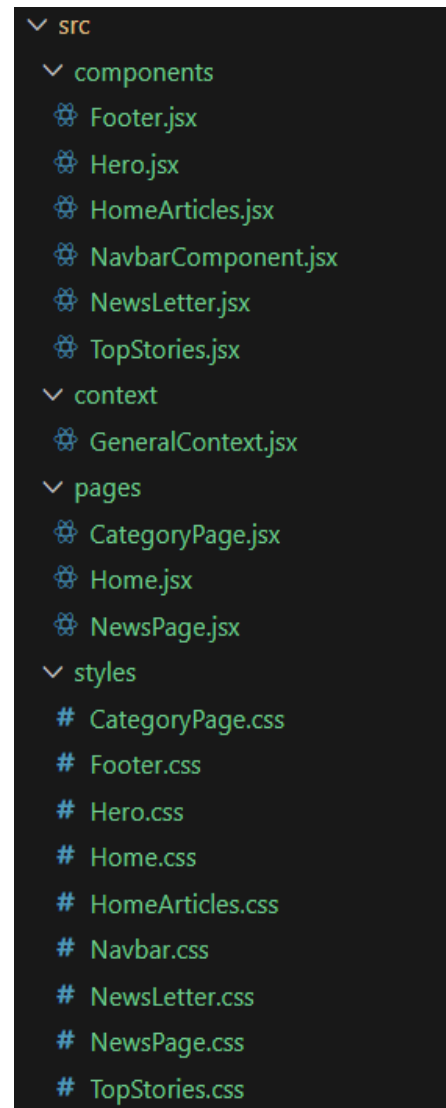 src
components
Footer.jsx
Hero.jsx
HomeArticles.jsx
NavbarComponent.jsx
NewsLetter.jsx
TopStories.jsx
context
GeneralContext.jsx
pages
CategoryPage.jsx
Home.jsx
NewsPage.jsx
styles
# CategoryPage.css
# Footer.css
# Hero.css
# Home.css
# HomeArticles.css
# Navbar.css
# NewsLetter.css
# NewsPage.css
# TopStories.css